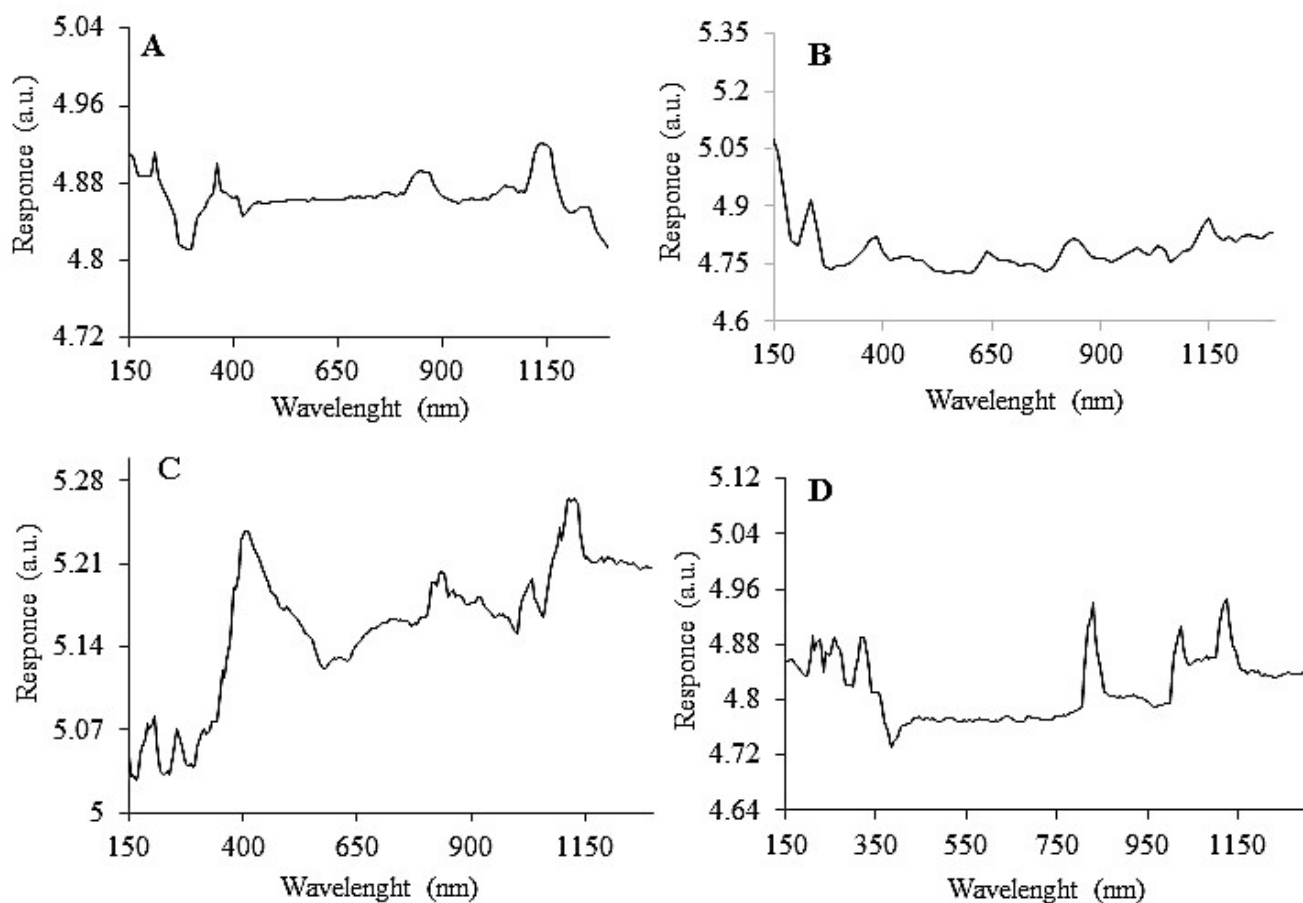 A
Responce (a.u.)
5.04
4.96
4.88
4.8
4.72
150 400 650 900 1150
Wavelenght (nm)
B
Responce (a.u.)
5.35
5.2
5.05
4.9
4.75
4.6
150 400 650 900 1150
Wavelenght (nm)
C
Responce (a.u.)
5.28
5.21
5.14
5.07
5
150 400 650 900 1150
Wavelenght (nm)
D
Responce (a.u.)
5.12
5.04
4.96
4.88
4.8
4.72
4.64
150 350 550 750 950 1150
Wavelenght (nm)